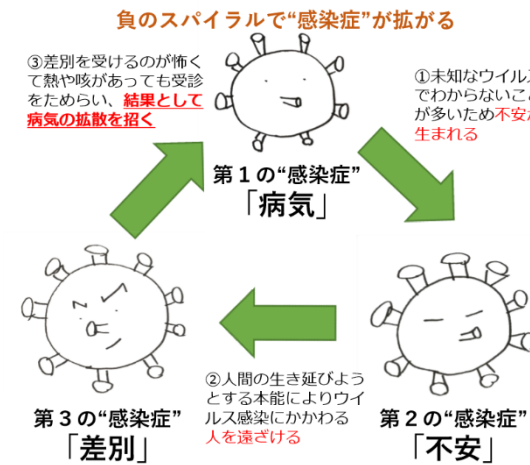 負のスパイラルで“感染症”が拡がる
③差別を受けるのが怖く
て熱や咳があっても受診
をためらい、結果として
病気の拡散を招く
①未知なウイルス
でわからないこ
が多いため不安
生まれる
第１の“感染症”
「病気」
②人間の生き延びよう
とする本能によりウイ
ルス感染にかかわる
人を遠ざける
第３の“感染症”
「差別」
第２の“感染症”
「不安」